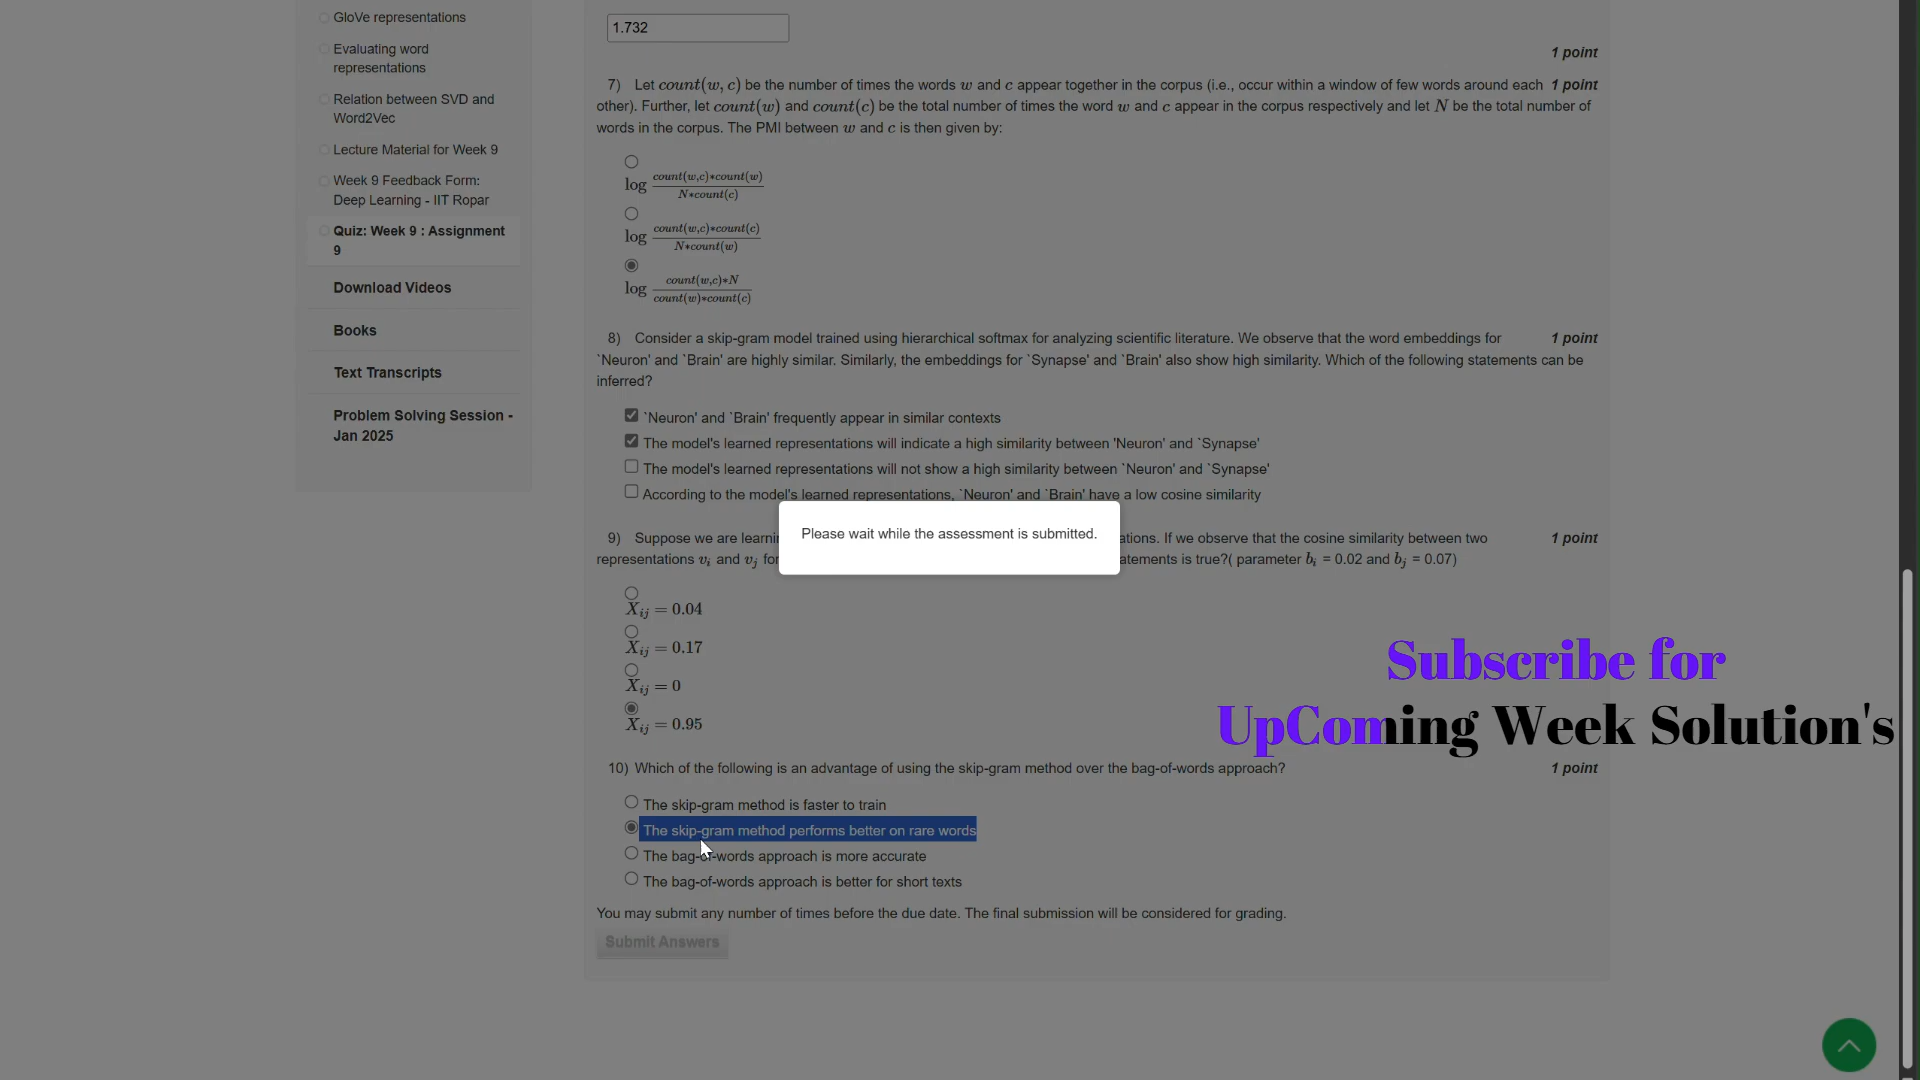 GloVe representations
Evaluating word
representations
Relation between SVD and
Word2Vec
Lecture Material for Week 9
Week 9 Feedback Form:
Deep Learning - IIT Ropar
Quiz: Week 9 : Assignment
9
Download Videos
Books
Text Transcripts
Problem Solving Session -
Jan 2025
1.732
1 point
7) Let count(w, c) be the number of times the words w and c appear together in the corpus (i.e., occur within a window of few words around each 1 point
other). Further, let count(w) and count(c) be the total number of times the word w and c appear in the corpus respectively and let N be the total number of
words in the corpus. The PMI between w and c is then given by:
log count(w,c)*count(w) / N*count(c)
log count(w,c)*count(c) / N*count(w)
log count(w,c)*N / count(w)*count(c)
8) Consider a skip-gram model trained using hierarchical softmax for analyzing scientific literature. We observe that the word embeddings for 1 point
`Neuron' and `Brain' are highly similar. Similarly, the embeddings for `Synapse' and `Brain' also show high similarity. Which of the following statements can be
inferred?
`Neuron' and `Brain' frequently appear in similar contexts
The model's learned representations will indicate a high similarity between 'Neuron' and `Synapse'
The model's learned representations will not show a high similarity between `Neuron' and `Synapse'
According to the model's learned representations, `Neuron' and `Brain' have a low cosine similarity
Please wait while the assessment is submitted.
9) Suppose we are learni ations. If we observe that the cosine similarity between two 1 point
representations vi and vj for atements is true?( parameter bi = 0.02 and bj = 0.07)
Xij = 0.04
Xij = 0.17
Xij = 0
Xij = 0.95
Subscribe for
UpComing Week Solution's
10) Which of the following is an advantage of using the skip-gram method over the bag-of-words approach? 1 point
The skip-gram method is faster to train
The skip-gram method performs better on rare words
The bag-of-words approach is more accurate
The bag-of-words approach is better for short texts
You may submit any number of times before the due date. The final submission will be considered for grading.
Submit Answers